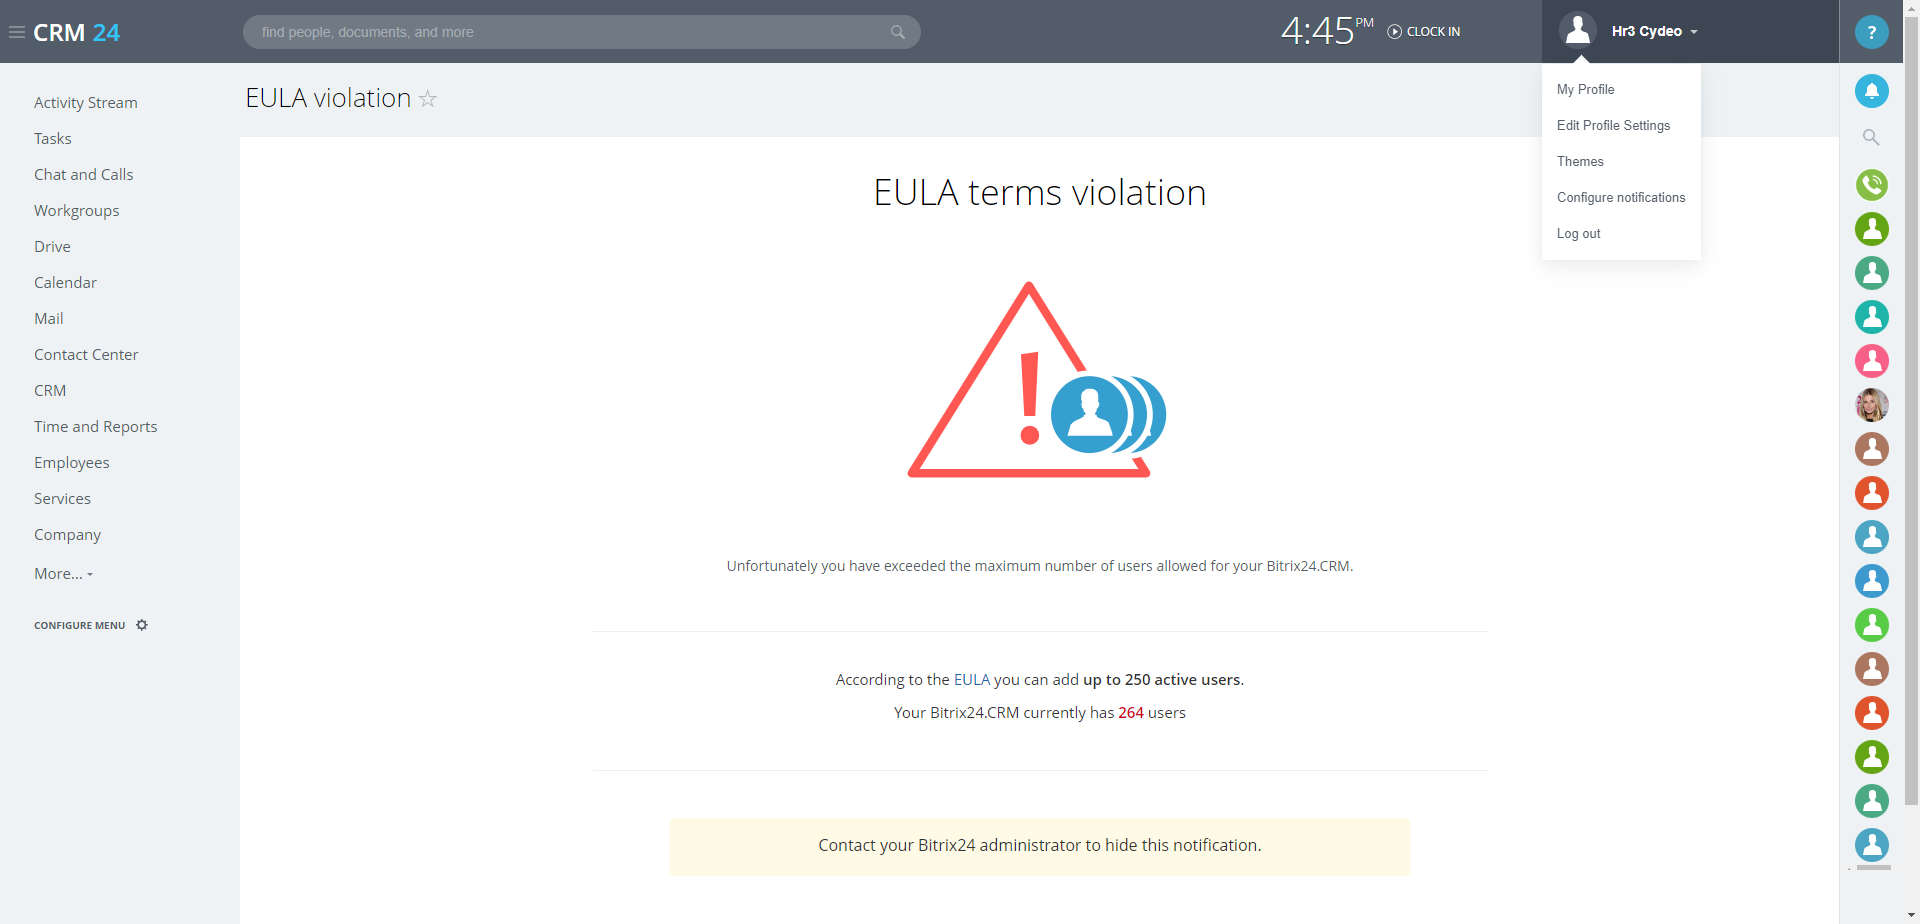 CRM 24
find people, documents, and more
4:45 PM
CLOCK IN
Hr3 Cydeo
?
My Profile
Edit Profile Settings
Themes
Configure notifications
Log out
Activity Stream
Tasks
Chat and Calls
Workgroups
Drive
Calendar
Mail
Contact Center
CRM
Time and Reports
Employees
Services
Company
More...
CONFIGURE MENU
EULA violation
EULA terms violation
Unfortunately you have exceeded the maximum number of users allowed for your Bitrix24.CRM.
According to the EULA you can add up to 250 active users.
Your Bitrix24.CRM currently has 264 users
Contact your Bitrix24 administrator to hide this notification.